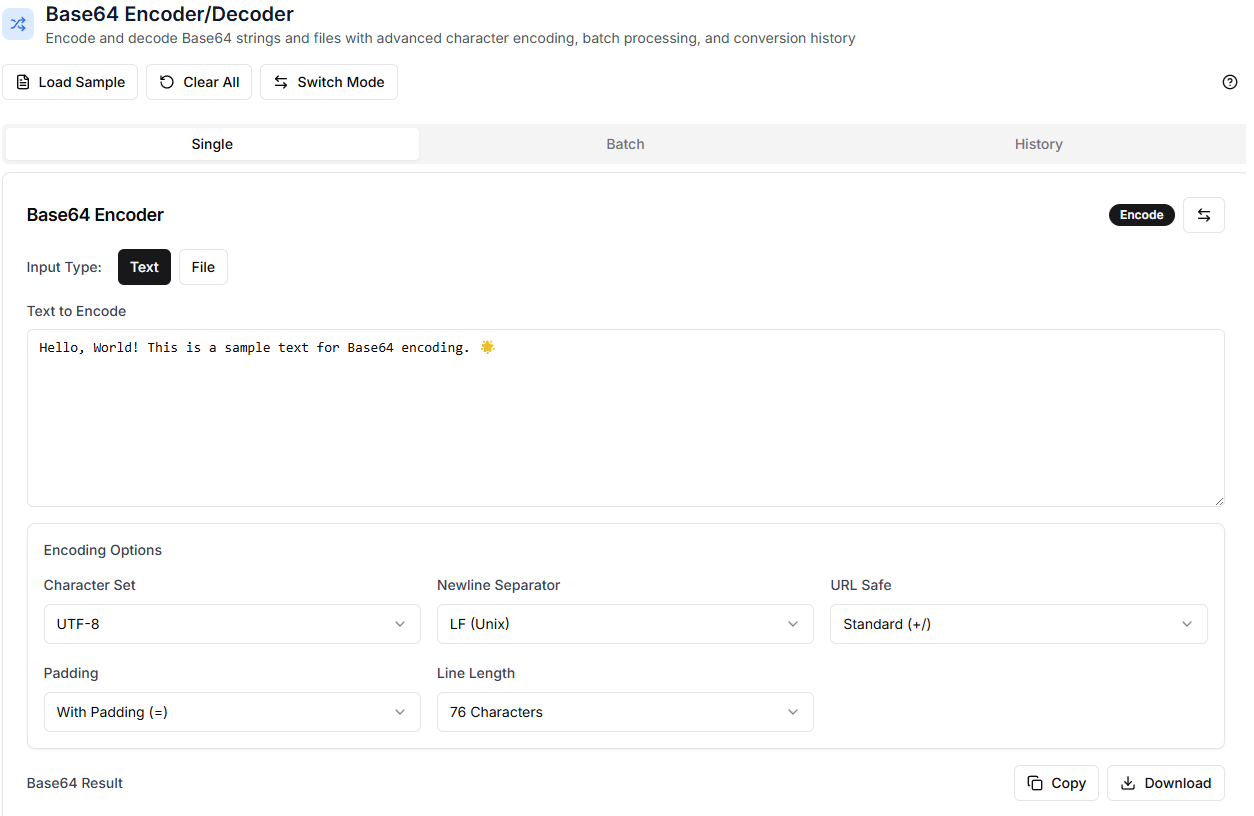 Base64 Encoder/Decoder
Encode and decode Base64 strings and files with advanced character encoding, batch processing, and conversion history
Load Sample Clear All Switch Mode
Single Batch History
Base64 Encoder Encode
Input Type: Text File
Text to Encode
Hello, World! This is a sample text for Base64 encoding. 🌟
Encoding Options
Character Set Newline Separator URL Safe
UTF-8 LF (Unix) Standard (+/)
Padding Line Length
With Padding (=) 76 Characters
Base64 Result Copy Download